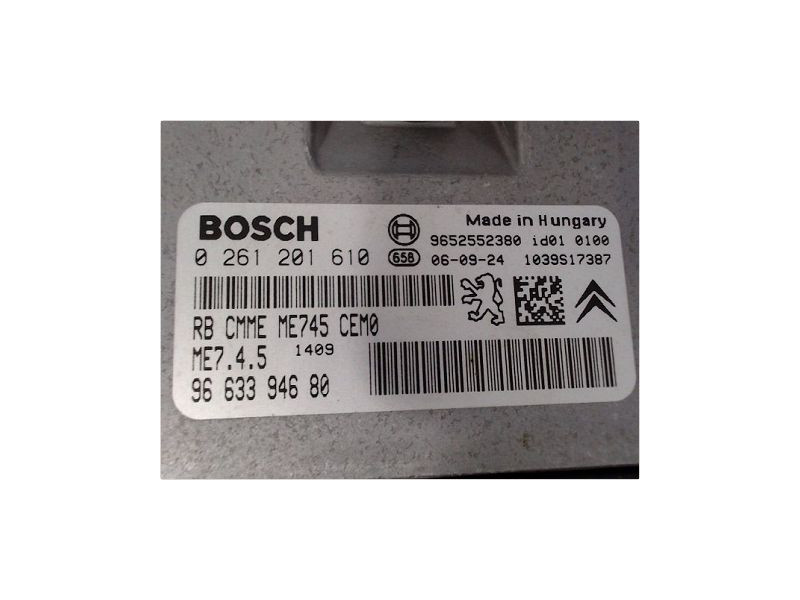 BOSCH
Made in Hungary
9652552380 id01 0100
0 261 201 610
658 06-09-24 1039S17387
RB CMME ME745 CEM0
ME7.4.5 1409
96 633 946 80